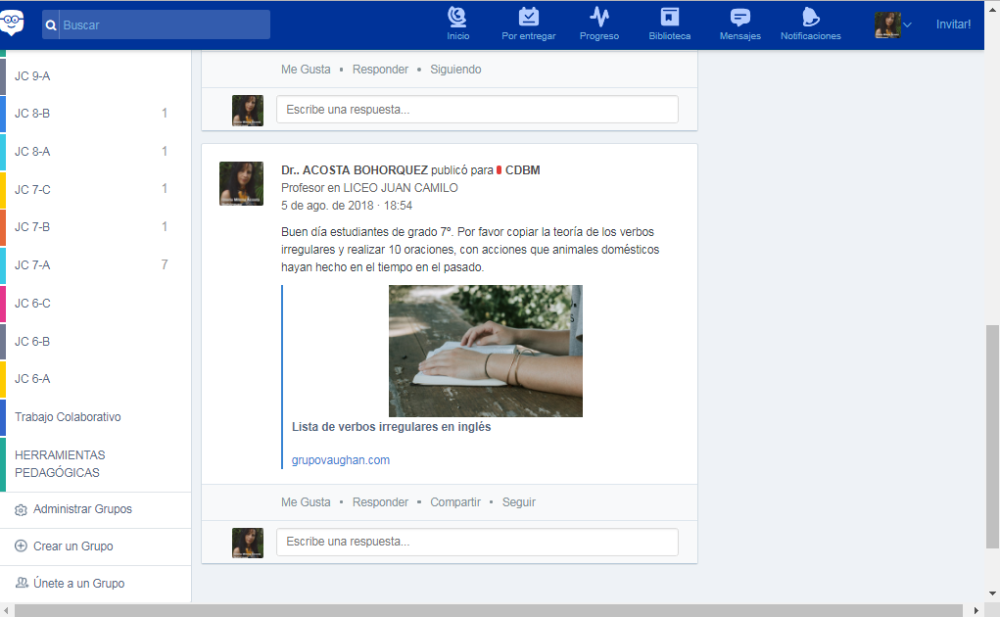 Buscar
Inicio
Por entregar
Progreso
Biblioteca
Mensajes
Notificaciones
Invitar!
JC 9-A
JC 8-B 1
JC 8-A 1
JC 7-C 1
JC 7-B 1
JC 7-A 7
JC 6-C
JC 6-B
JC 6-A
Trabajo Colaborativo
HERRAMIENTAS
PEDAGÓGICAS
Administrar Grupos
Crear un Grupo
Únete a un Grupo
Me Gusta • Responder • Siguiendo
Escribe una respuesta...
Dr.. ACOSTA BOHORQUEZ publicó para CDBM
Profesor en LICEO JUAN CAMILO
5 de ago. de 2018 · 18:54
Buen día estudiantes de grado 7º. Por favor copiar la teoría de los verbos
irregulares y realizar 10 oraciones, con acciones que animales domésticos
hayan hecho en el tiempo en el pasado.
Lista de verbos irregulares en inglés
grupovaughan.com
Me Gusta • Responder • Compartir • Seguir
Escribe una respuesta...